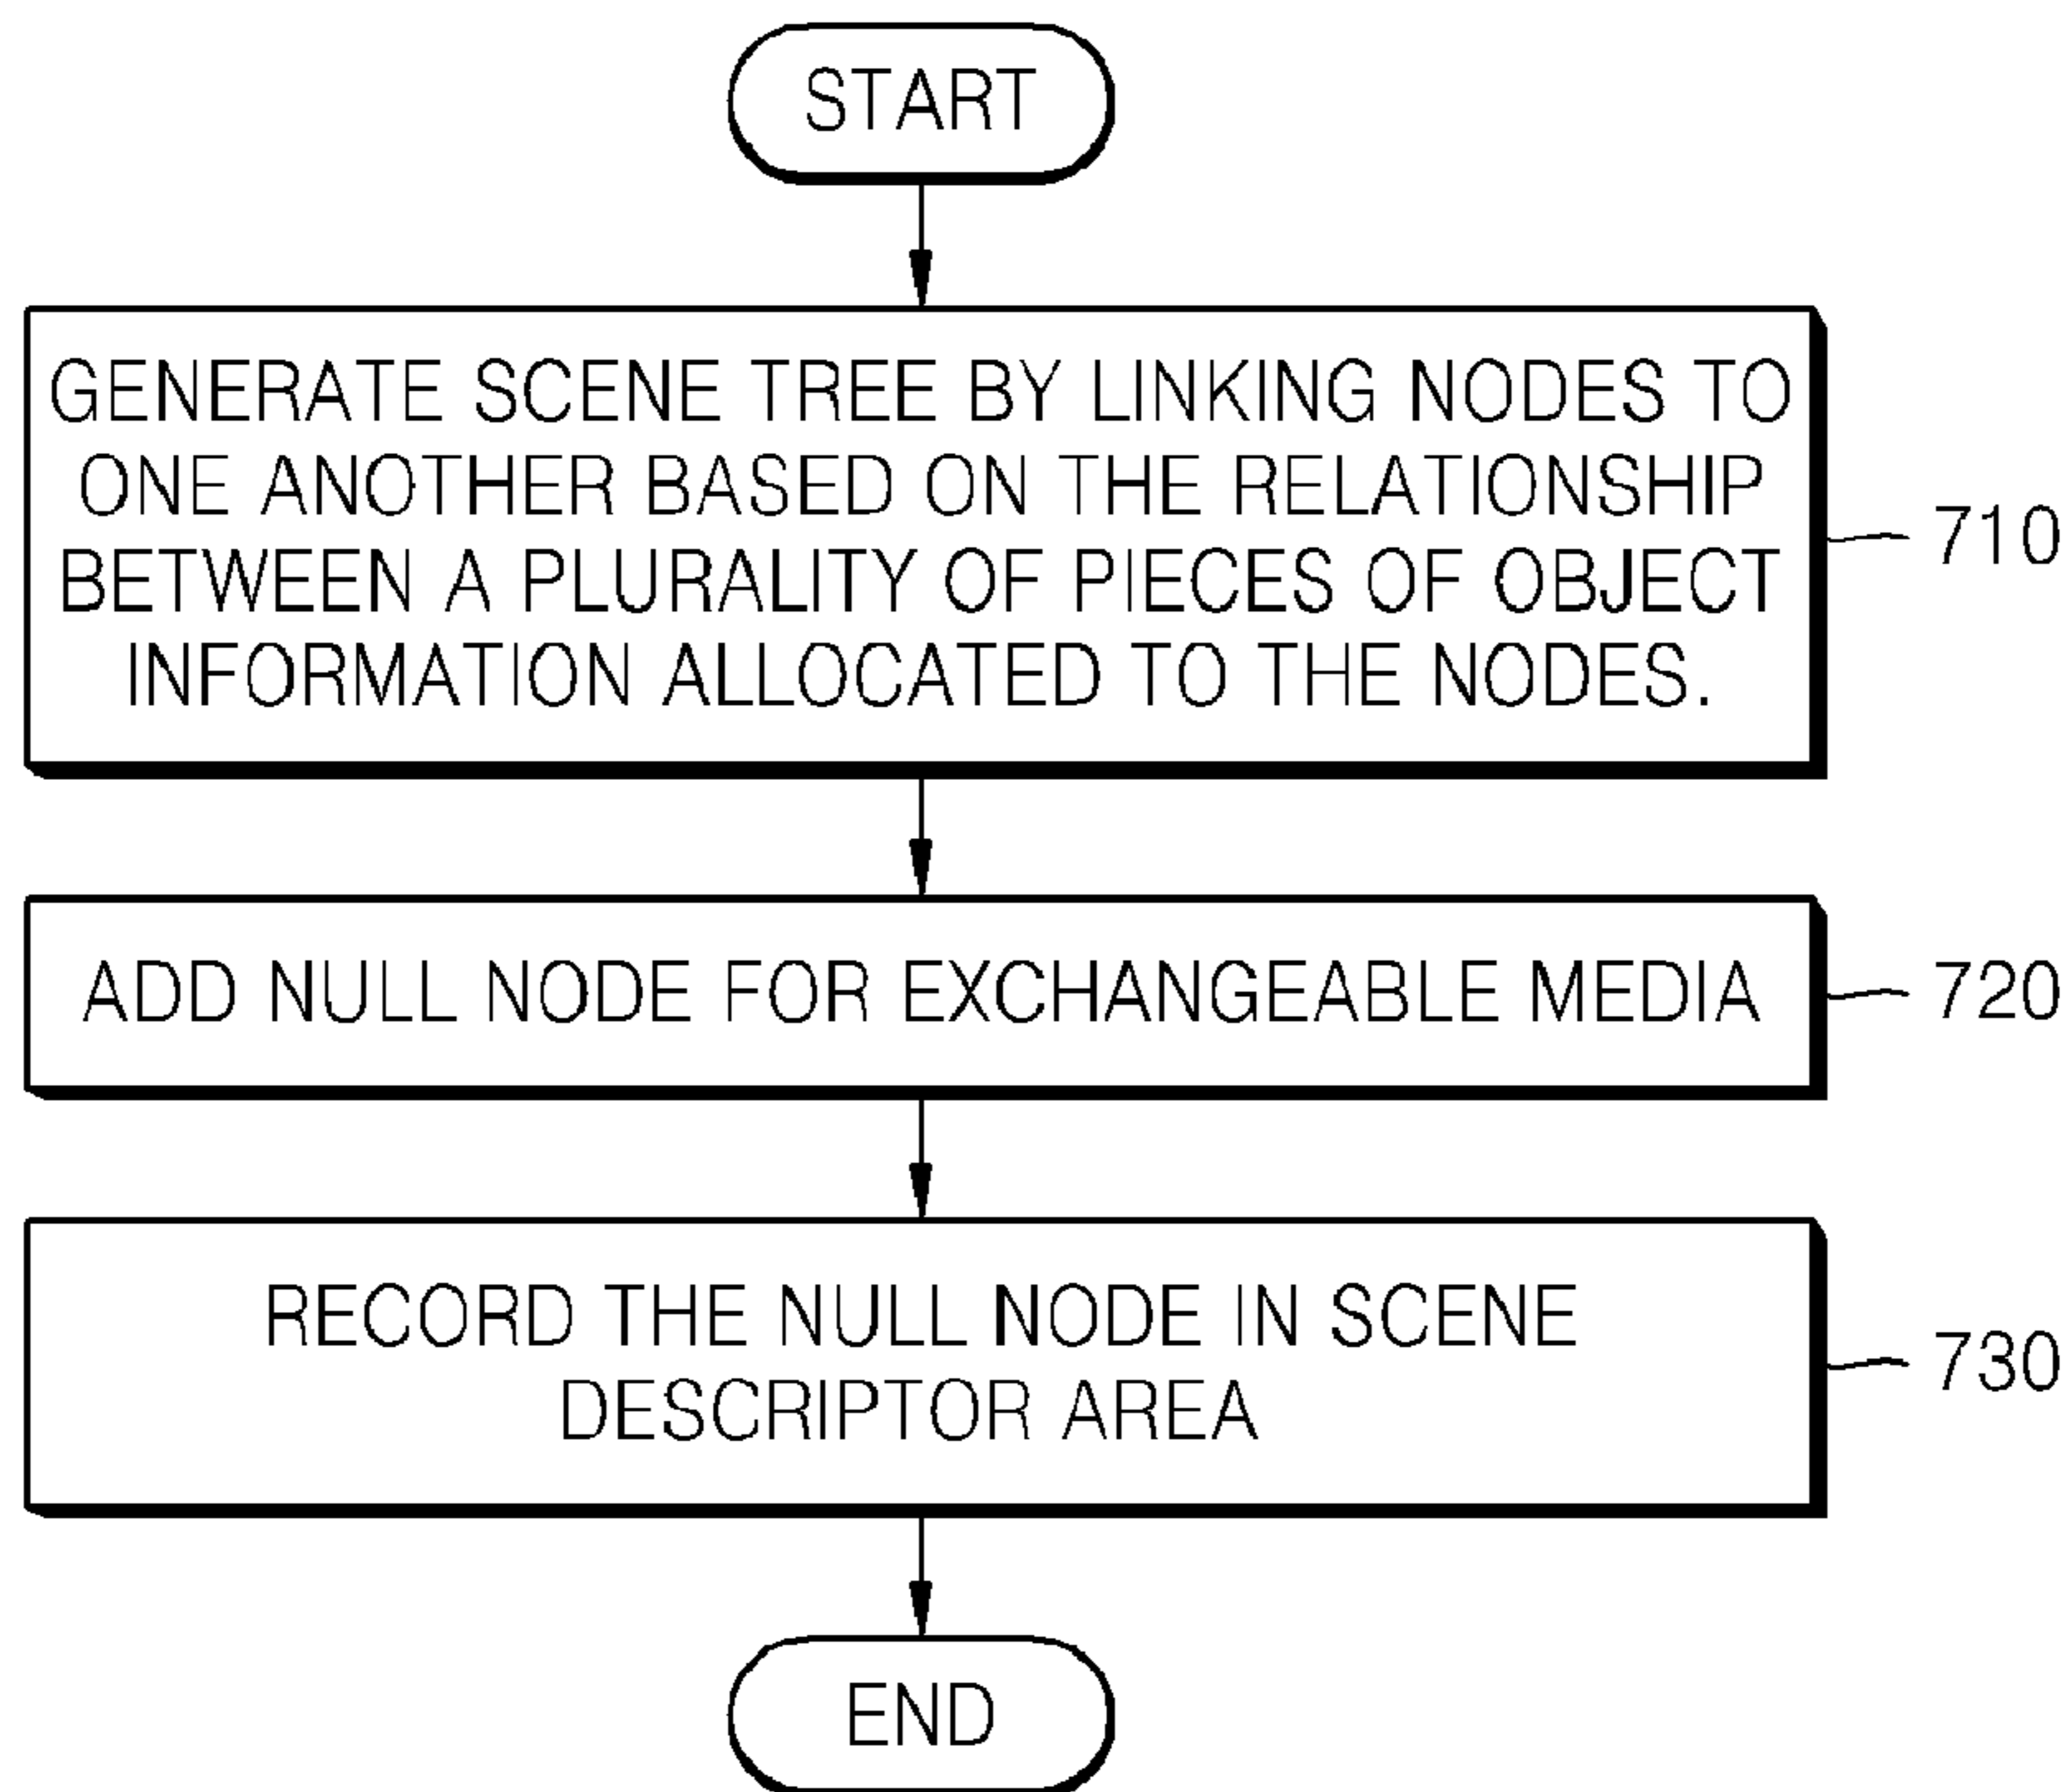 START
GENERATE SCENE TREE BY LINKING NODES TO
ONE ANOTHER BASED ON THE RELATIONSHIP
BETWEEN A PLURALITY OF PIECES OF OBJECT
INFORMATION ALLOCATED TO THE NODES.
710
ADD NULL NODE FOR EXCHANGEABLE MEDIA
720
RECORD THE NULL NODE IN SCENE
DESCRIPTOR AREA
730
END